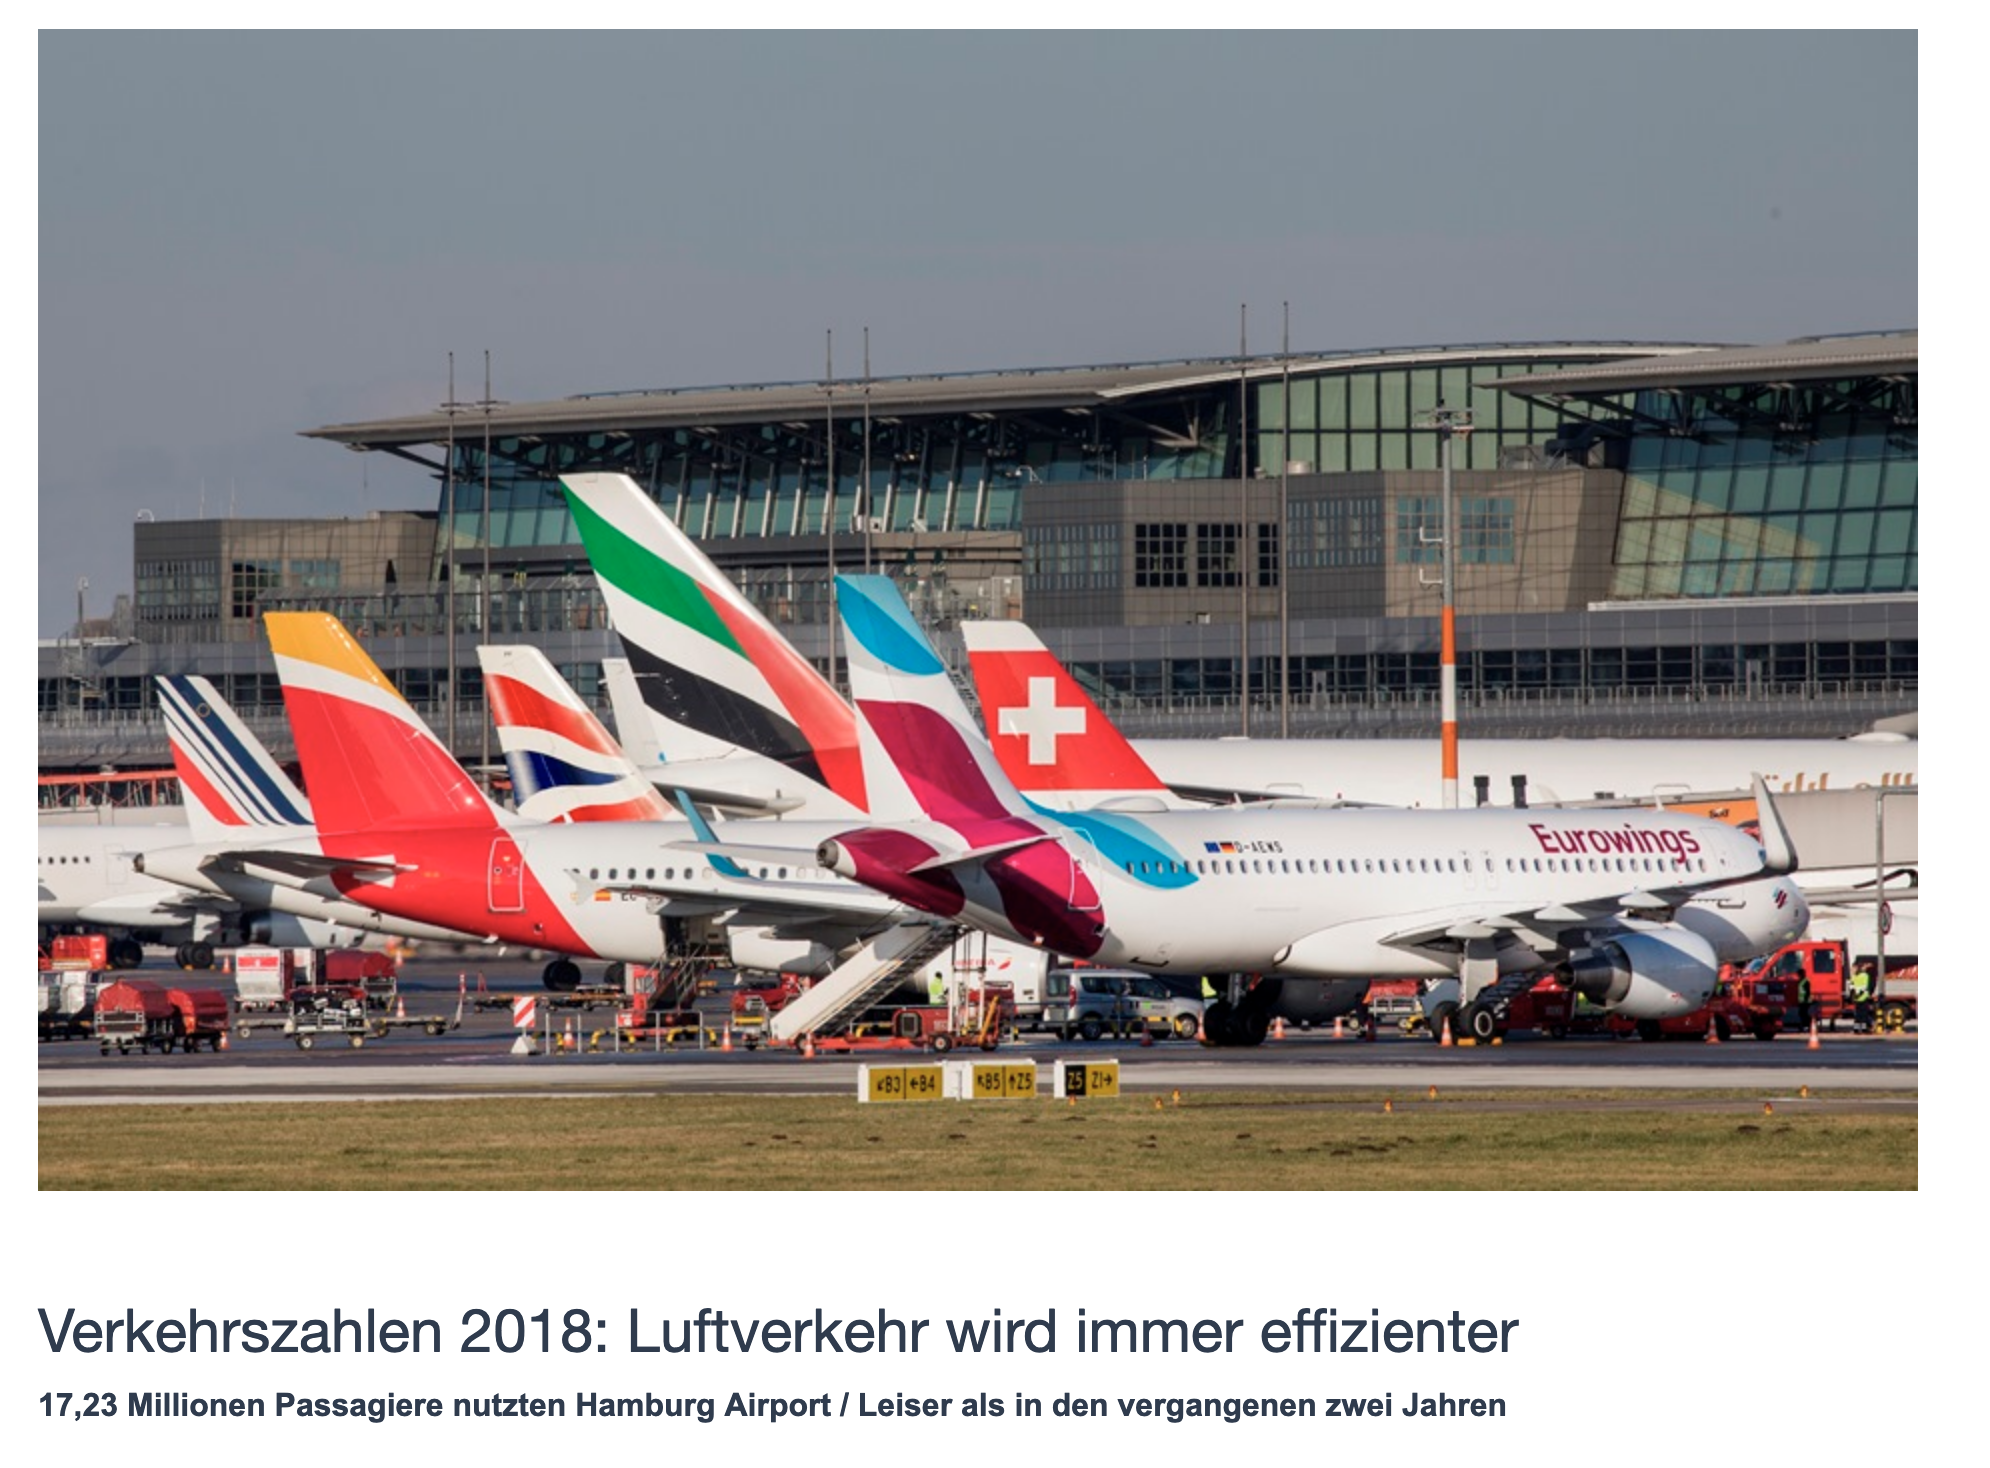 Eurowings
D-AEWS
↙B3 ←B4 ↖B5 ↑Z5 Z5 Z1→
Verkehrszahlen 2018: Luftverkehr wird immer effizienter
17,23 Millionen Passagiere nutzten Hamburg Airport / Leiser als in den vergangenen zwei Jahren